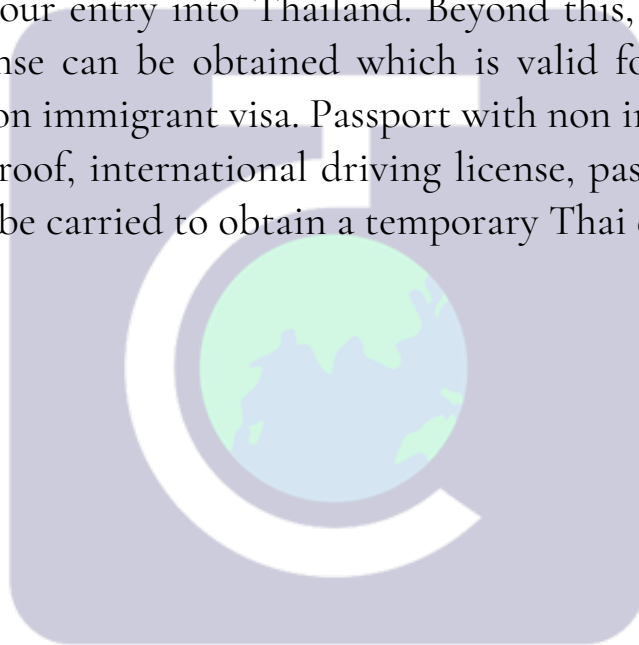 our entry into Thailand. Beyond this,
nse can be obtained which is valid fo
on immigrant visa. Passport with non i
roof, international driving license, pas
be carried to obtain a temporary Thai